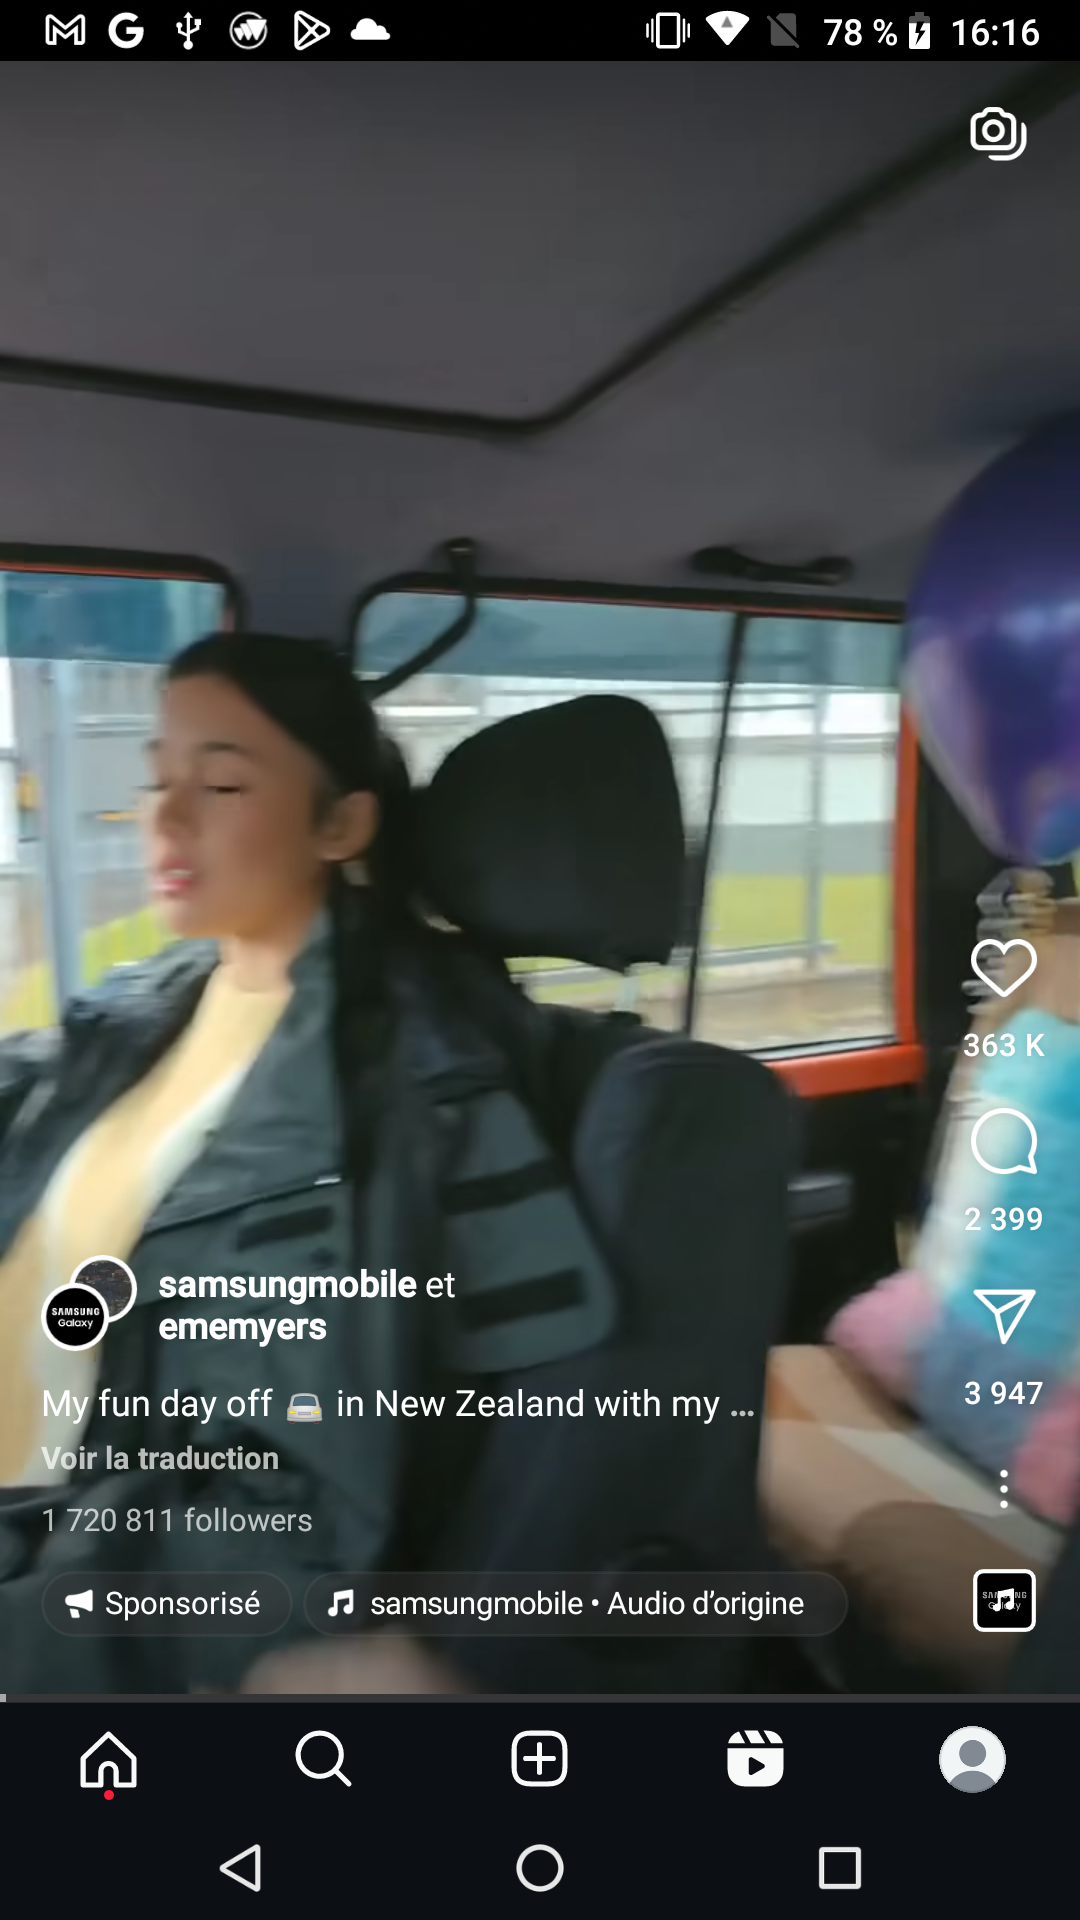 78 % 16:16
363 K
2 399
samsungmobile et
ememyers
SAMSUNG
Galaxy
3 947
My fun day off 🚘 in New Zealand with my ...
Voir la traduction
1 720 811 followers
Sponsorisé samsungmobile • Audio d’origine